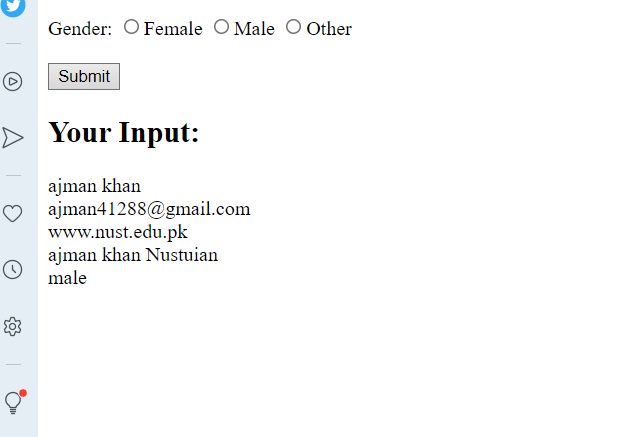 Gender: Female Male Other
Submit
Your Input:
ajman khan
ajman41288@gmail.com
www.nust.edu.pk
ajman khan Nustuian
male